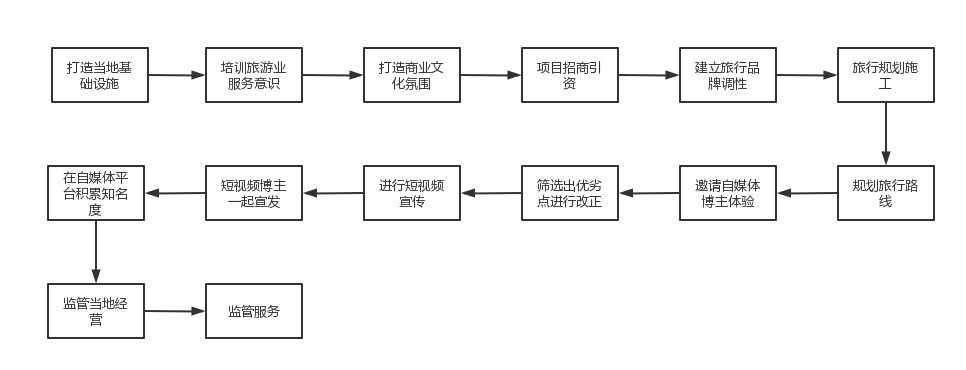 打造当地基
础设施
培训旅游业
服务意识
打造商业文
化氛围
项目招商引
资
建立旅行品
牌调性
旅行规划施
工
规划旅行路
线
邀请自媒体
博主体验
筛选出优劣
点进行改正
进行短视频
宣传
短视频博主
一起宣发
在自媒体平
台积累知名
度
监管当地经
营
监管服务